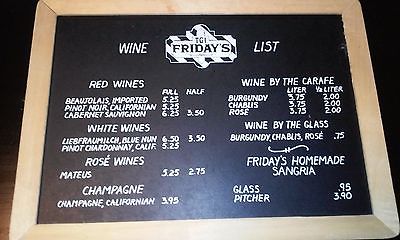 WINE
TGI
FRIDAY'S
LIST
RED WINES
FULL HALF
BEAUJOLAIS, IMPORTED 5.25
PINOT NOIR, CALIFORNIAN 5.25
CABERNET SAUVIGNON 6.25 3.50
WHITE WINES
LIEBFRAUMILCH, BLUE NUN 6.50 3.50
PINOT CHARDONNAY, CALIF. 5.25
ROSÉ WINES
MATEUS 5.25 2.75
CHAMPAGNE
CHAMPAGNE, CALIFORNIAN 3.95
WINE BY THE CARAFE
LITER ½ LITER
BURGUNDY 3.75 2.00
CHABLIS 3.75 2.00
ROSÉ 3.75 2.00
WINE BY THE GLASS
BURGUNDY, CHABLIS, ROSÉ .75
FRIDAY'S HOMEMADE
SANGRIA
GLASS .95
PITCHER 3.90